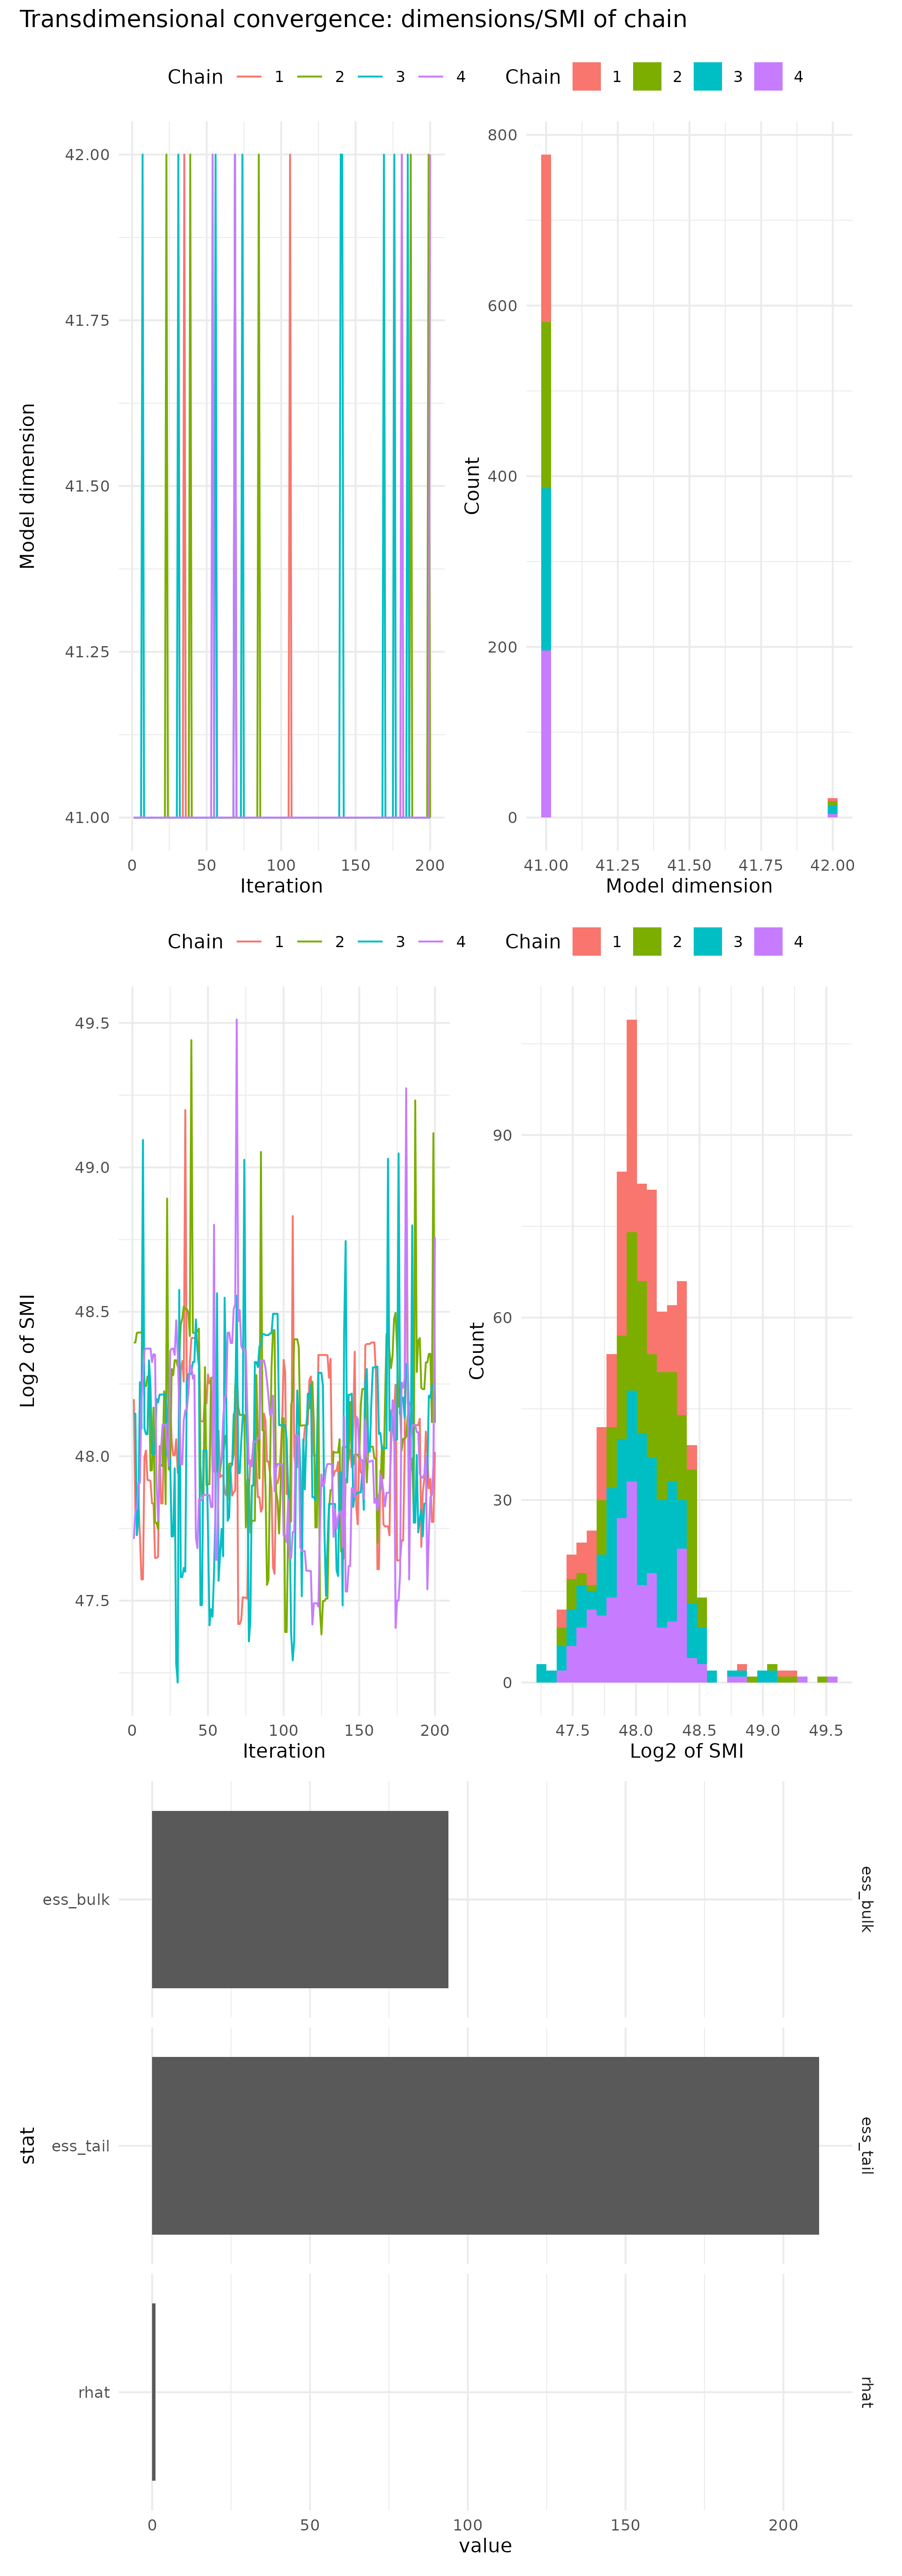 Transdimensional convergence: dimensions/SMI of chain
Chain 1 2 3 4
Chain 1 2 3 4
Model dimension
42.00
41.75
41.50
41.25
41.00
0 50 100 150 200
Iteration
Count
800
600
400
200
0
41.00 41.25 41.50 41.75 42.00
Model dimension
Chain 1 2 3 4
Chain 1 2 3 4
Log2 of SMI
49.5
49.0
48.5
48.0
47.5
0 50 100 150 200
Iteration
Count
90
60
30
0
47.5 48.0 48.5 49.0 49.5
Log2 of SMI
stat
ess_bulk
ess_bulk
ess_tail
ess_tail
rhat
rhat
0 50 100 150 200
value